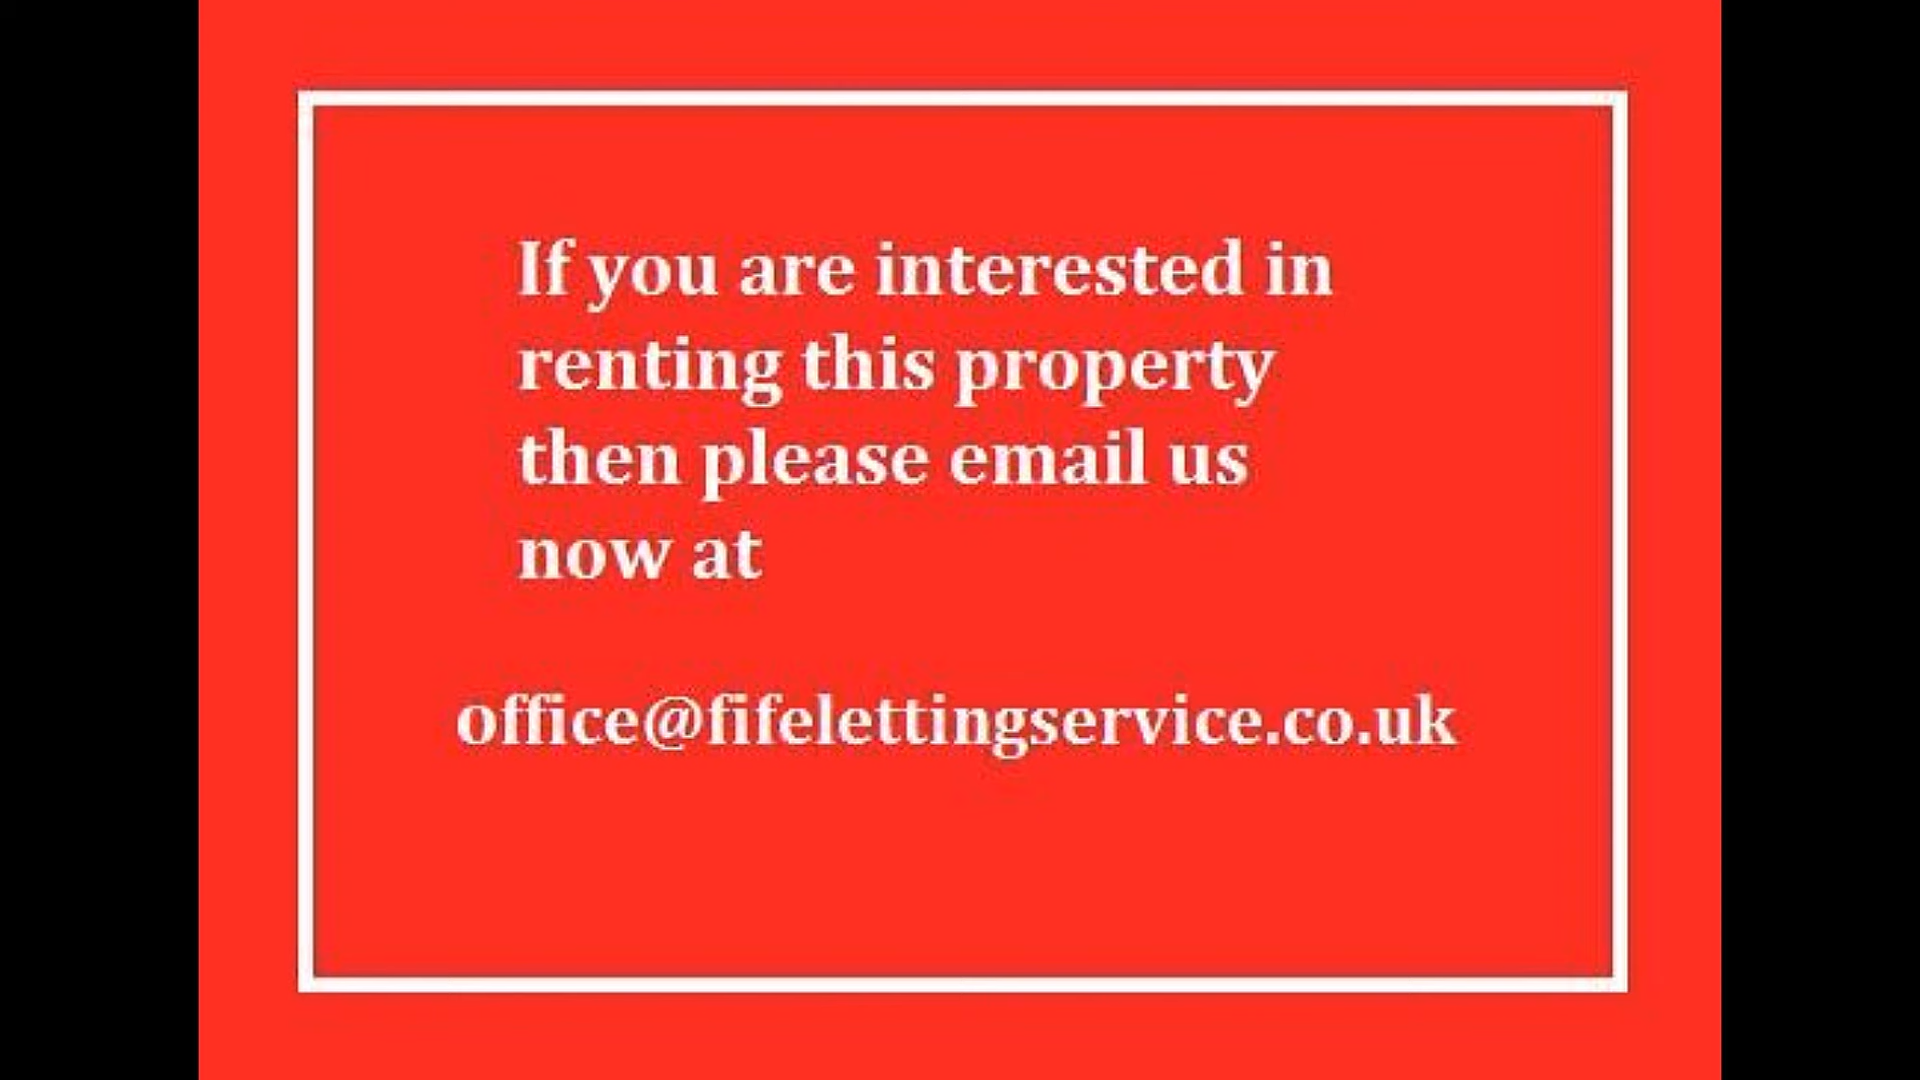 If you are interested in
renting this property
then please email us
now at
office@fifelettingservice.co.uk